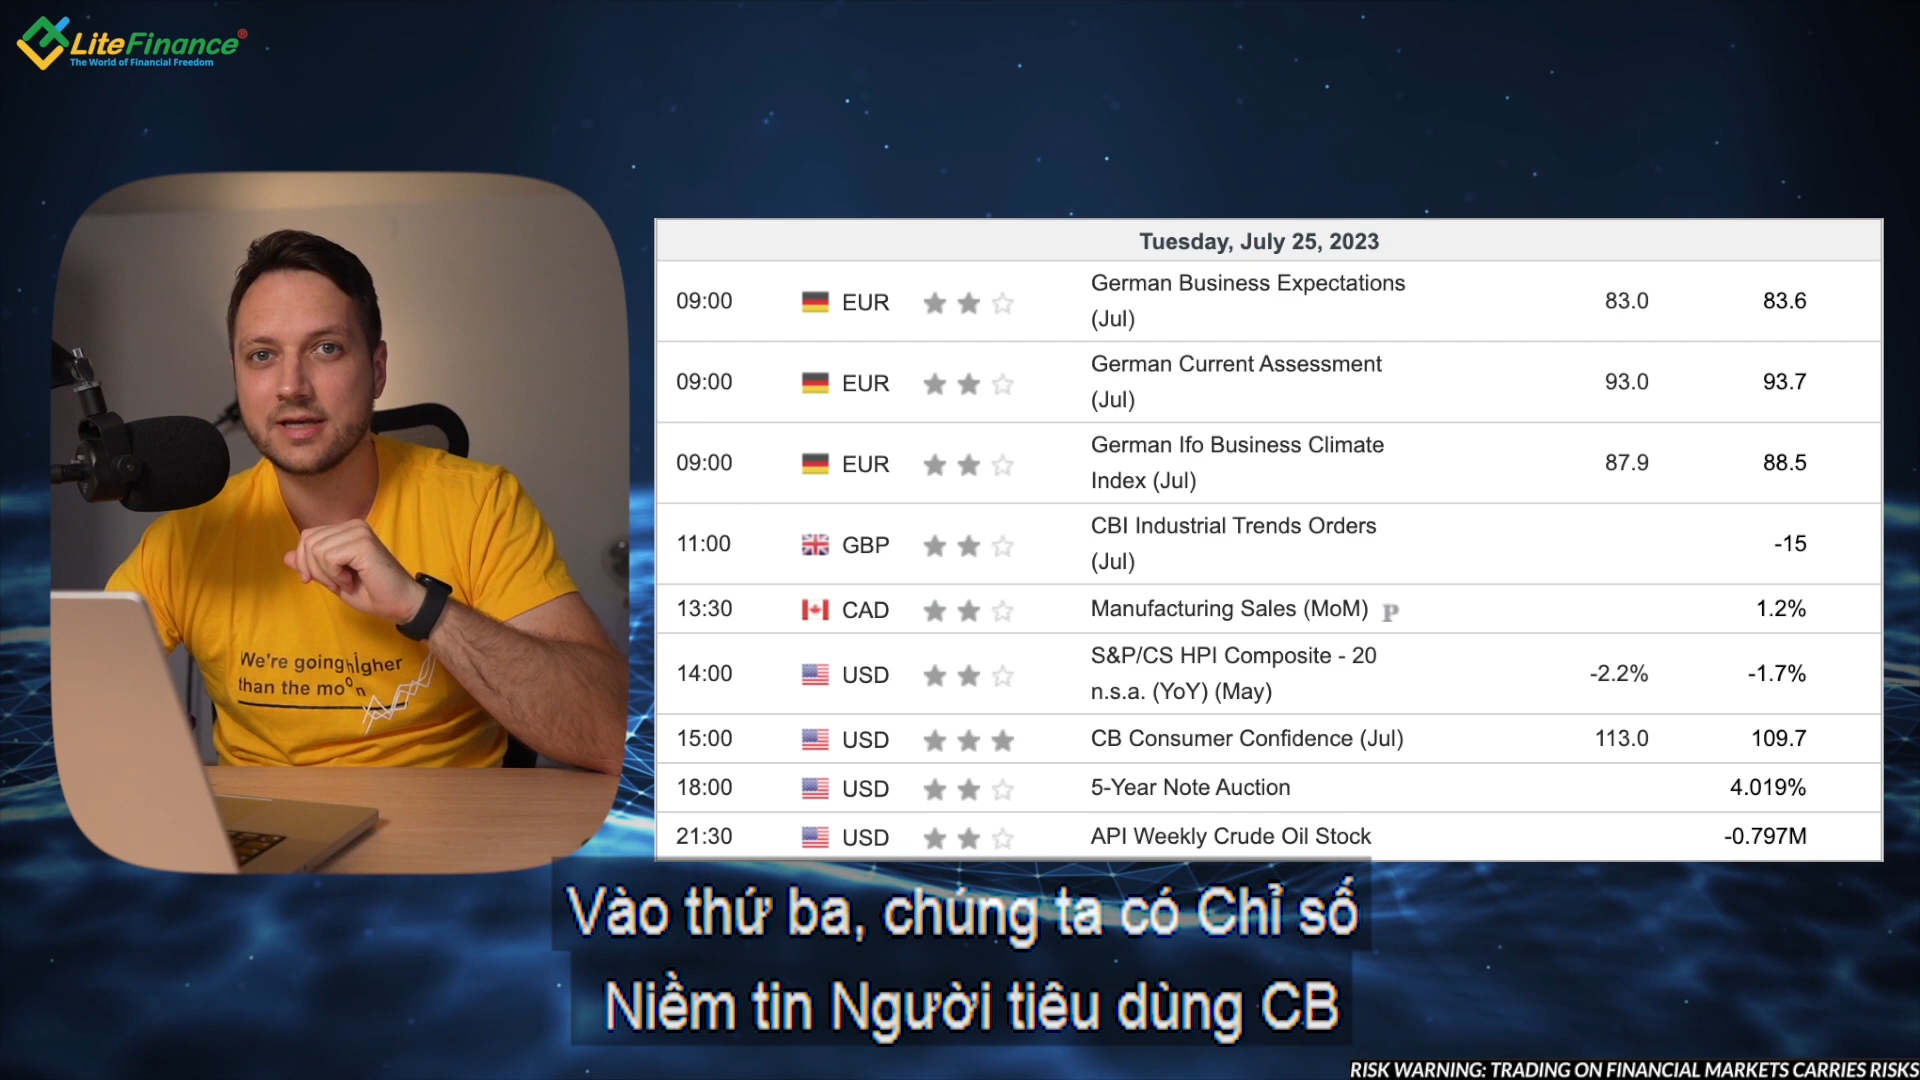 LiteFinance®
The World of Financial Freedom
Tuesday, July 25, 2023
09:00 EUR German Business Expectations (Jul) 83.0 83.6
09:00 EUR German Current Assessment (Jul) 93.0 93.7
09:00 EUR German Ifo Business Climate Index (Jul) 87.9 88.5
11:00 GBP CBI Industrial Trends Orders (Jul) -15
13:30 CAD Manufacturing Sales (MoM) P 1.2%
14:00 USD S&P/CS HPI Composite - 20 n.s.a. (YoY) (May) -2.2% -1.7%
15:00 USD CB Consumer Confidence (Jul) 113.0 109.7
18:00 USD 5-Year Note Auction 4.019%
21:30 USD API Weekly Crude Oil Stock -0.797M
We're going higher
than the moon
Vào thứ ba, chúng ta có Chỉ số
Niềm tin Người tiêu dùng CB
RISK WARNING: TRADING ON FINANCIAL MARKETS CARRIES RISKS